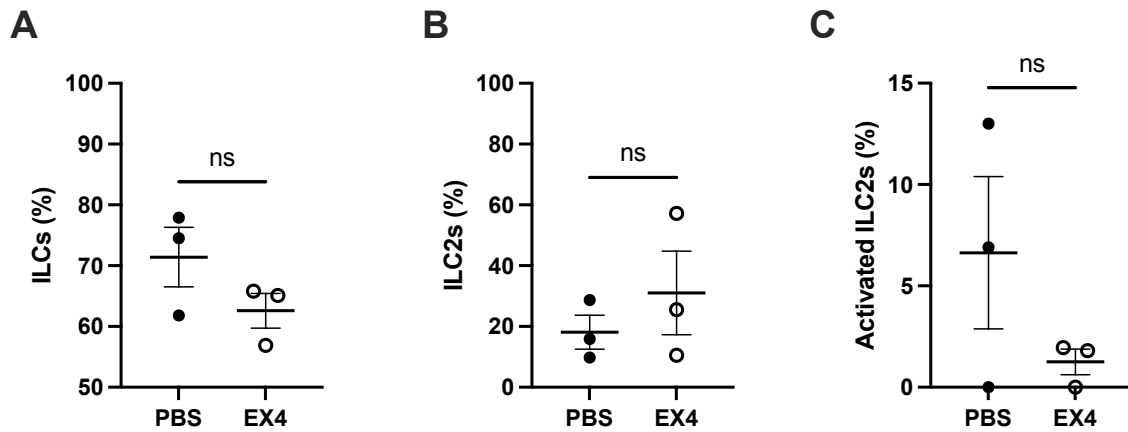 A
ILCs (%)
100
90
80
70
60
50
ns
PBS EX4
B
ILC2s (%)
100
80
60
40
20
0
ns
PBS EX4
C
Activated ILC2s (%)
15
10
5
0
ns
PBS EX4